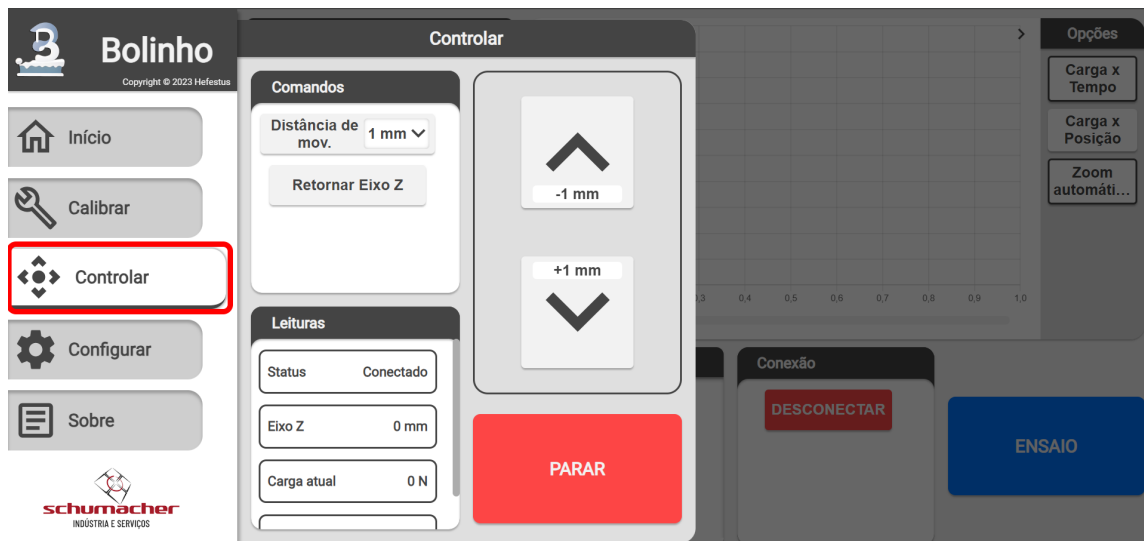 Bolinho
Copyright © 2023 Hefestus
Início
Calibrar
Controlar
Configurar
Sobre
schumacher
INDÚSTRIA E SERVIÇOS
Controlar
Comandos
Distância de
mov.
1 mm
Retornar Eixo Z
Leituras
Status Conectado
Eixo Z 0 mm
Carga atual 0 N
-1 mm
+1 mm
PARAR
0,3 0,4 0,5 0,6 0,7 0,8 0,9 1,0
Conexão
DESCONECTAR
ENSAIO
Opções
Carga x
Tempo
Carga x
Posição
Zoom
automáti...